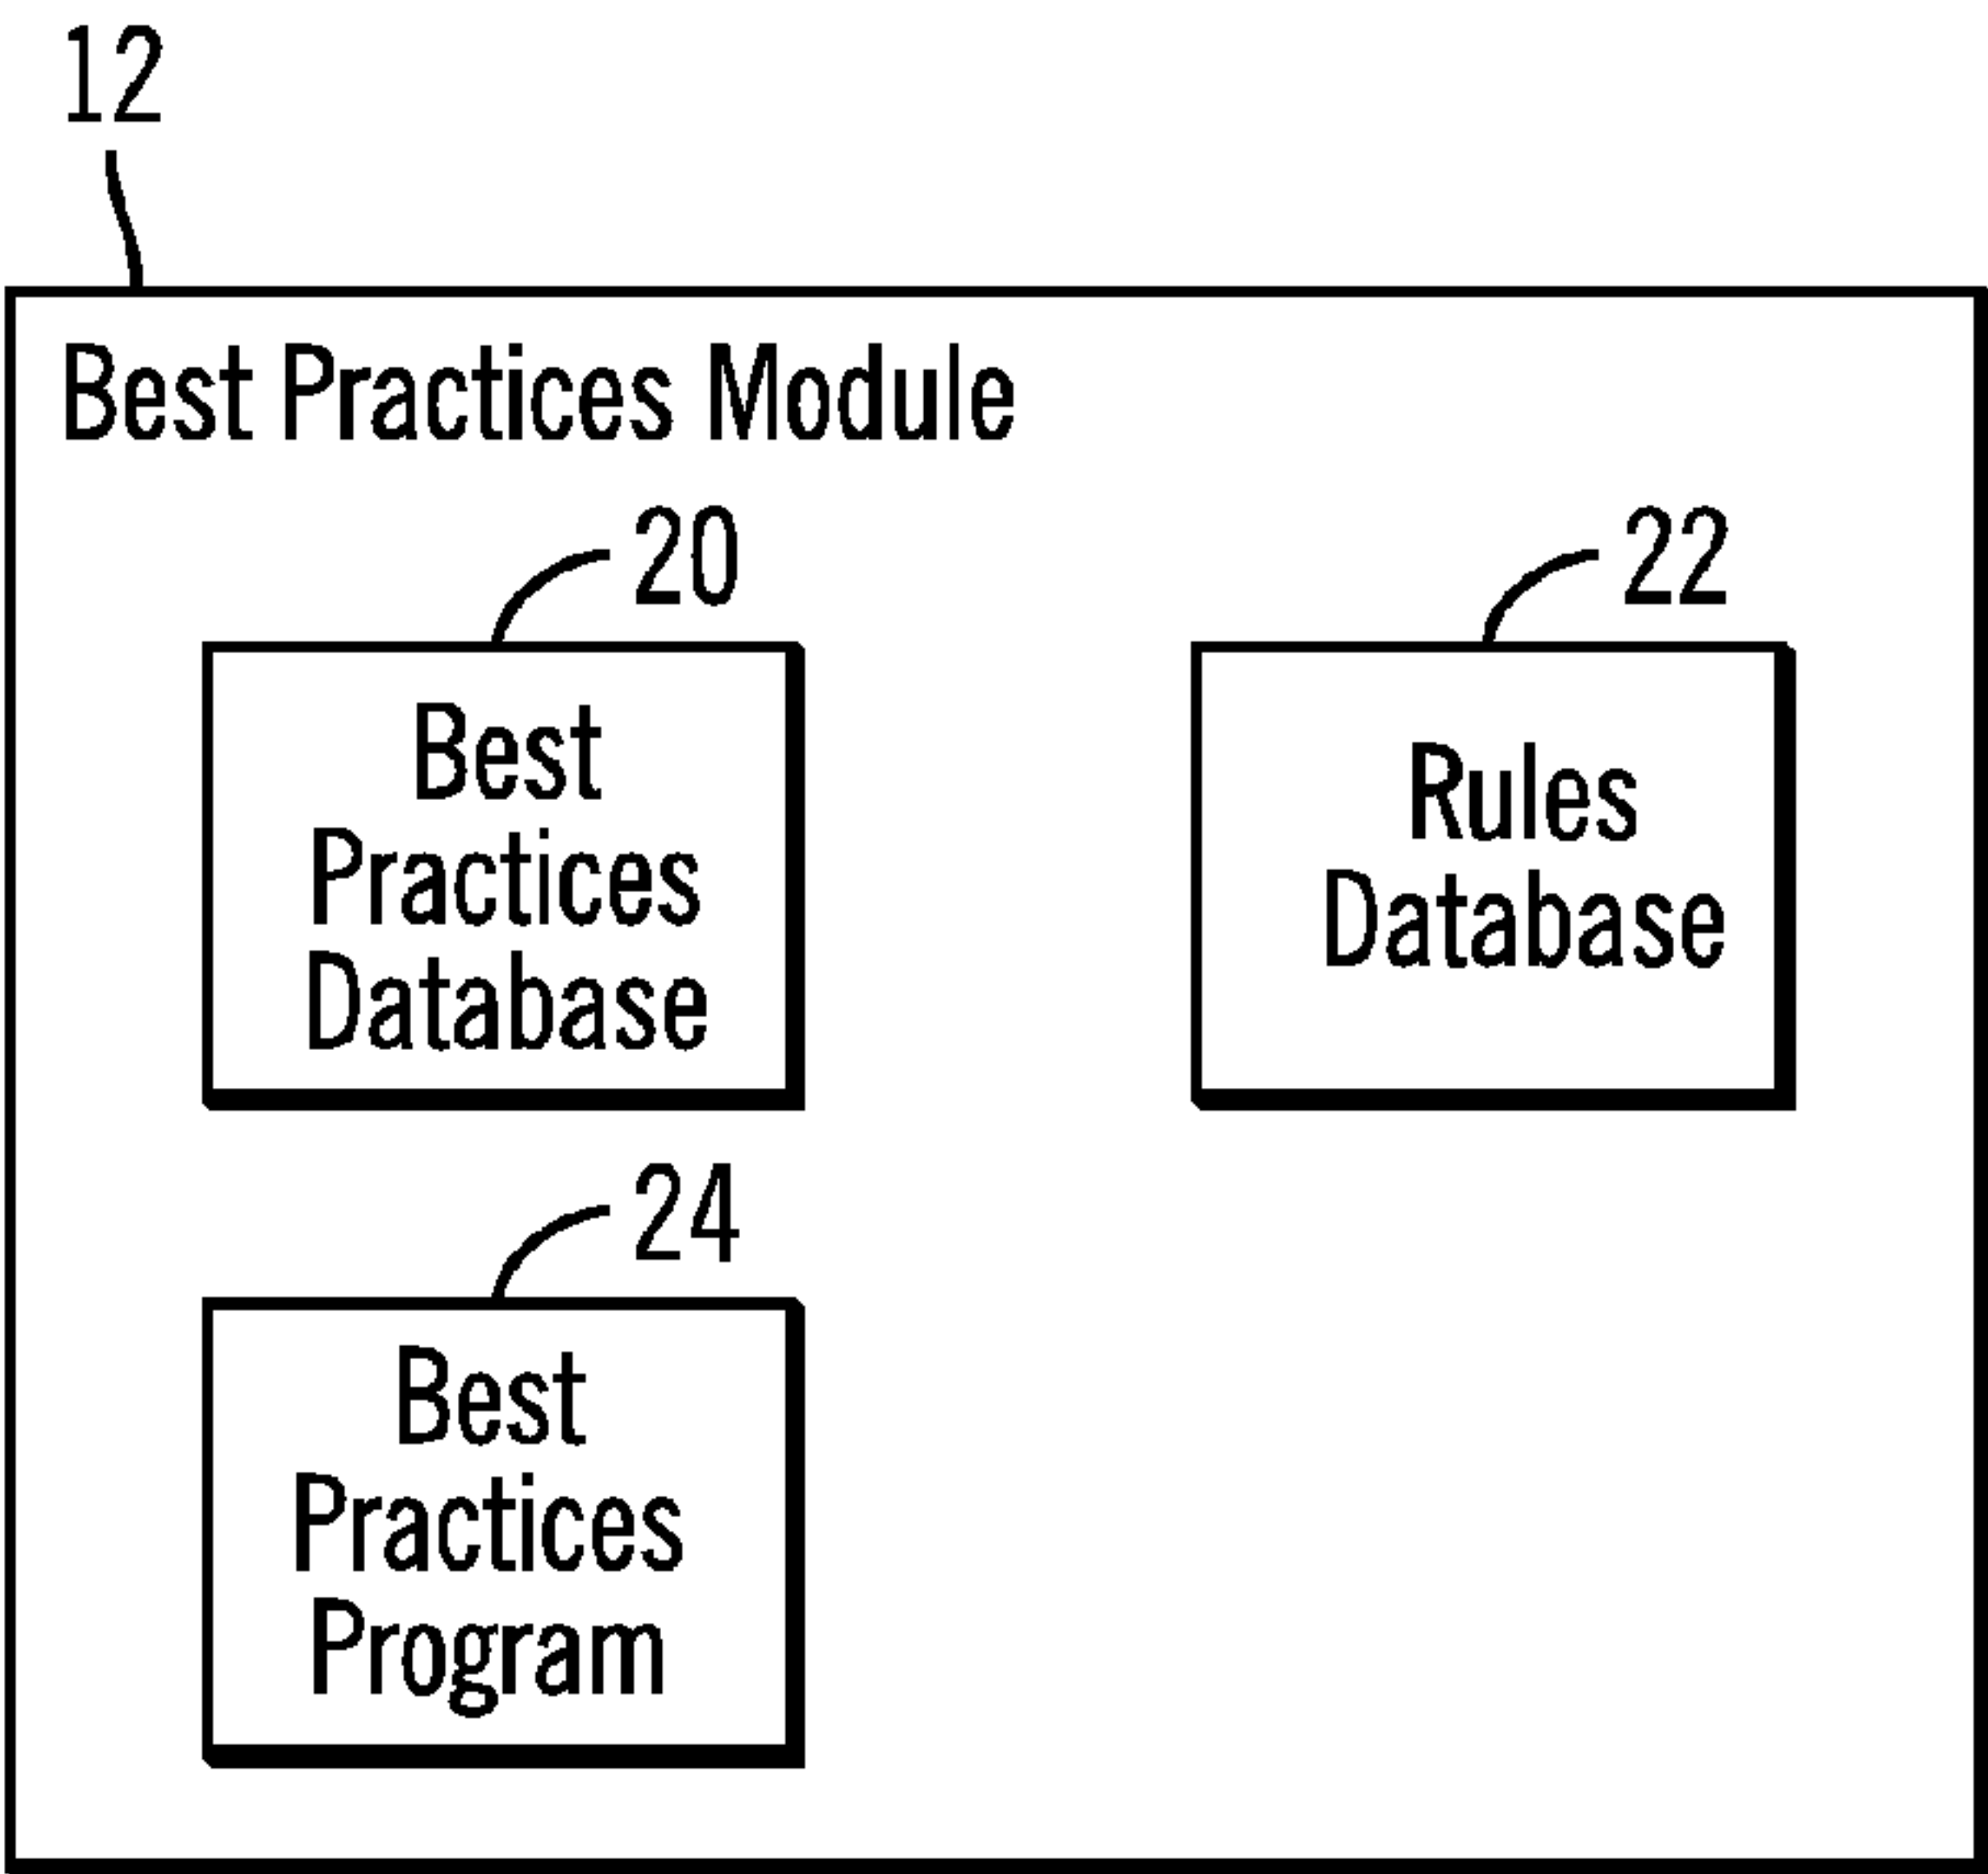 12
Best Practices Module
20
Best
Practices
Database
22
Rules
Database
24
Best
Practices
Program